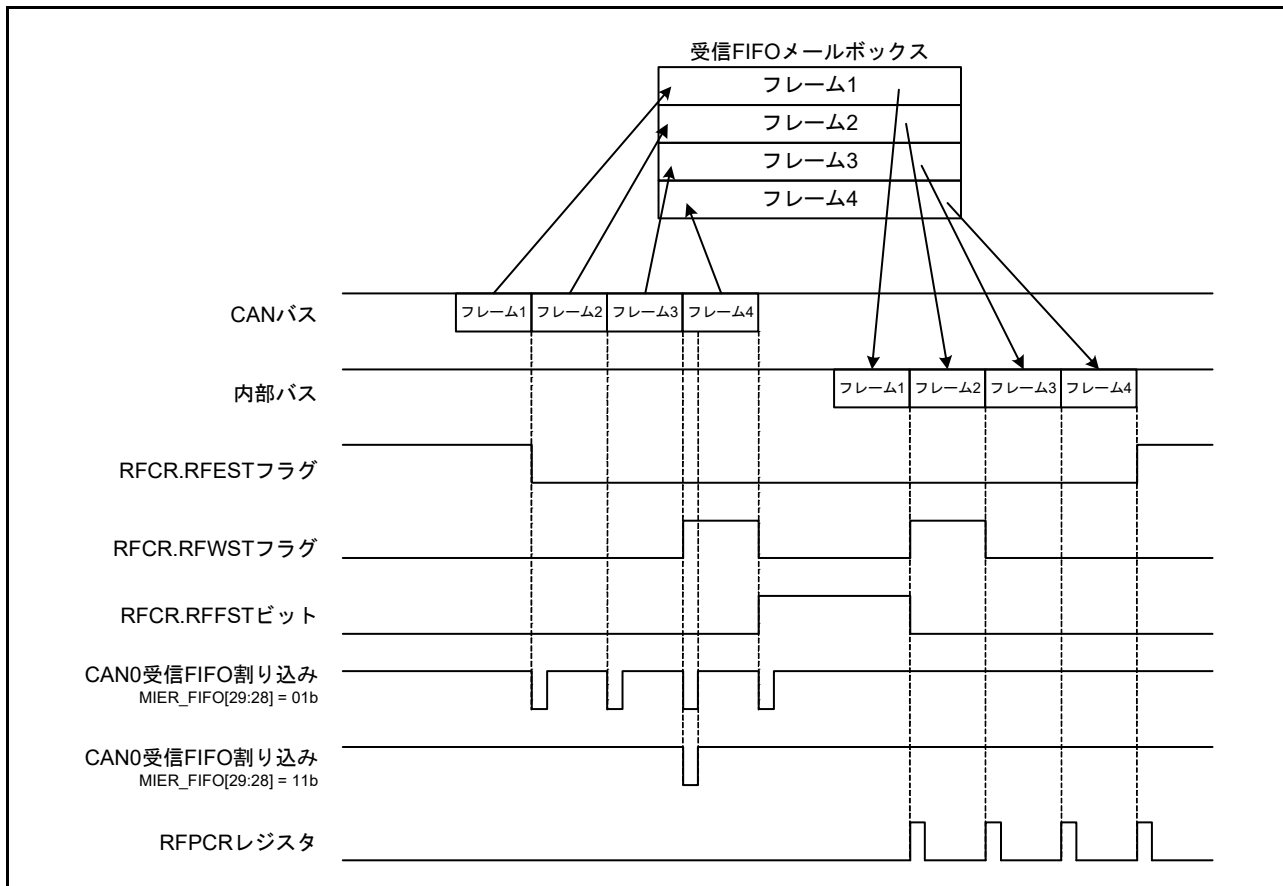 受信FIFOメールボックス
フレーム1
フレーム2
フレーム3
フレーム4
CANバス
フレーム1 フレーム2 フレーム3 フレーム4
内部バス
フレーム1 フレーム2 フレーム3 フレーム4
RFCR.RFESTフラグ
RFCR.RFWSTフラグ
RFCR.RFFSTビット
CAN0受信FIFO割り込み
MIER_FIFO[29:28] = 01b
CAN0受信FIFO割り込み
MIER_FIFO[29:28] = 11b
RFPCRレジスタ